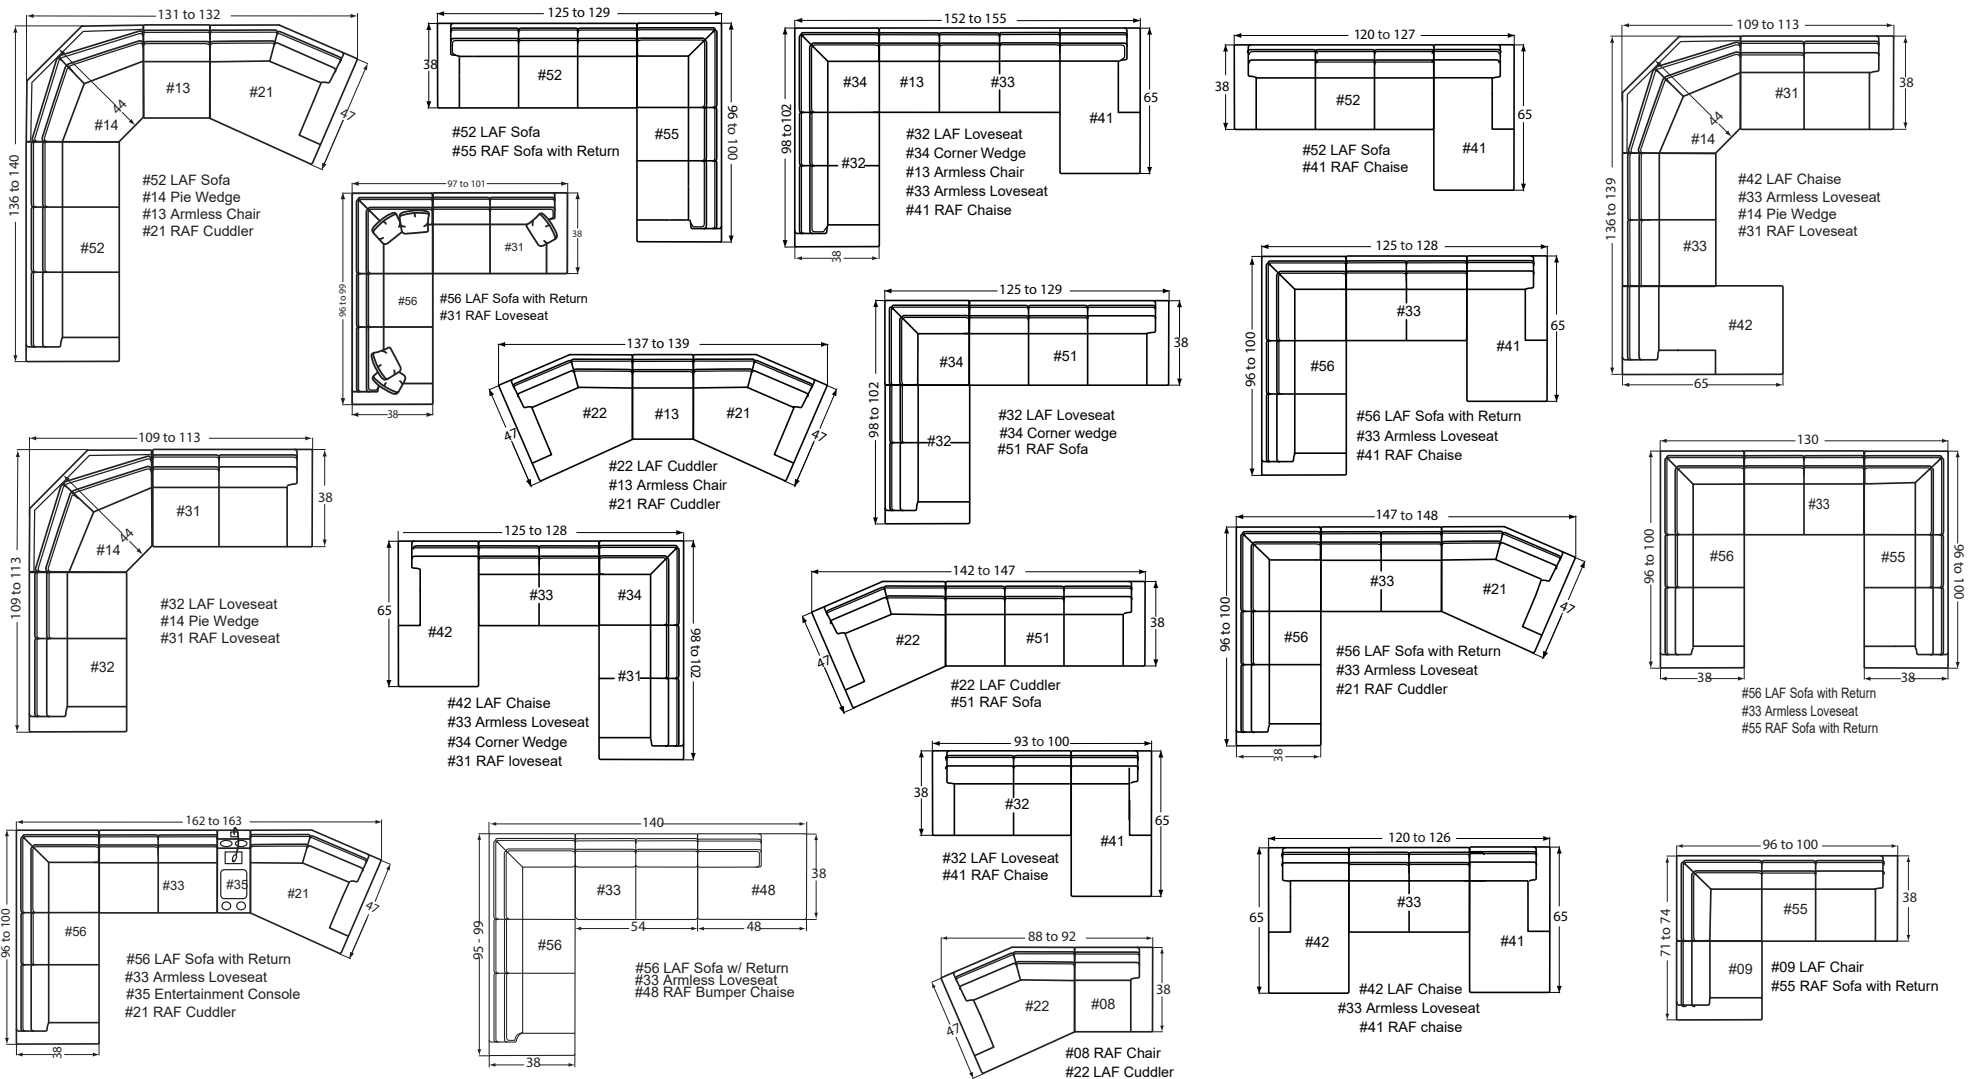 131 to 132
136 to 140
44
47
#13
#21
#14
#52
#52 LAF Sofa
#14 Pie Wedge
#13 Armless Chair
#21 RAF Cuddler
125 to 129
38
96 to 100
#52
#55
#52 LAF Sofa
#55 RAF Sofa with Return
97 to 101
96 to 99
38
38
#31
#56
#56 LAF Sofa with Return
#31 RAF Loveseat
152 to 155
98 to102
65
38
#34
#13
#33
#41
#32
#32 LAF Loveseat
#34 Corner Wedge
#13 Armless Chair
#33 Armless Loveseat
#41 RAF Chaise
120 to 127
38
65
#52
#41
#52 LAF Sofa
#41 RAF Chaise
109 to 113
136 to 139
38
44
65
#31
#14
#33
#42
#42 LAF Chaise
#33 Armless Loveseat
#14 Pie Wedge
#31 RAF Loveseat
137 to 139
47
47
#22
#13
#21
#22 LAF Cuddler
#13 Armless Chair
#21 RAF Cuddler
125 to 129
98 to 102
38
#34
#51
#32
#32 LAF Loveseat
#34 Corner wedge
#51 RAF Sofa
125 to 128
96 to 100
65
#33
#41
#56
#56 LAF Sofa with Return
#33 Armless Loveseat
#41 RAF Chaise
109 to 113
109 to 113
38
44
#31
#14
#32
#32 LAF Loveseat
#14 Pie Wedge
#31 RAF Loveseat
125 to 128
65
98 to 102
#33
#34
#42
#31
#42 LAF Chaise
#33 Armless Loveseat
#34 Corner Wedge
#31 RAF loveseat
142 to 147
47
38
#22
#51
#22 LAF Cuddler
#51 RAF Sofa
147 to 148
96 to 100
47
38
#33
#21
#56
#56 LAF Sofa with Return
#33 Armless Loveseat
#21 RAF Cuddler
130
96 to 100
96 to 100
38
38
#33
#56
#55
#56 LAF Sofa with Return
#33 Armless Loveseat
#55 RAF Sofa with Return
162 to 163
96 to 100
47
38
#33
#35
#21
#56
#56 LAF Sofa with Return
#33 Armless Loveseat
#35 Entertainment Console
#21 RAF Cuddler
140
95 - 99
38
54
48
38
#33
#48
#56
#56 LAF Sofa w/ Return
#33 Armless Loveseat
#48 RAF Bumper Chaise
93 to 100
38
65
#32
#41
#32 LAF Loveseat
#41 RAF Chaise
88 to 92
47
38
#22
#08
#08 RAF Chair
#22 LAF Cuddler
120 to 126
65
65
#33
#42
#41
#42 LAF Chaise
#33 Armless Loveseat
#41 RAF chaise
96 to 100
71 to 74
38
#55
#09
#09 LAF Chair
#55 RAF Sofa with Return